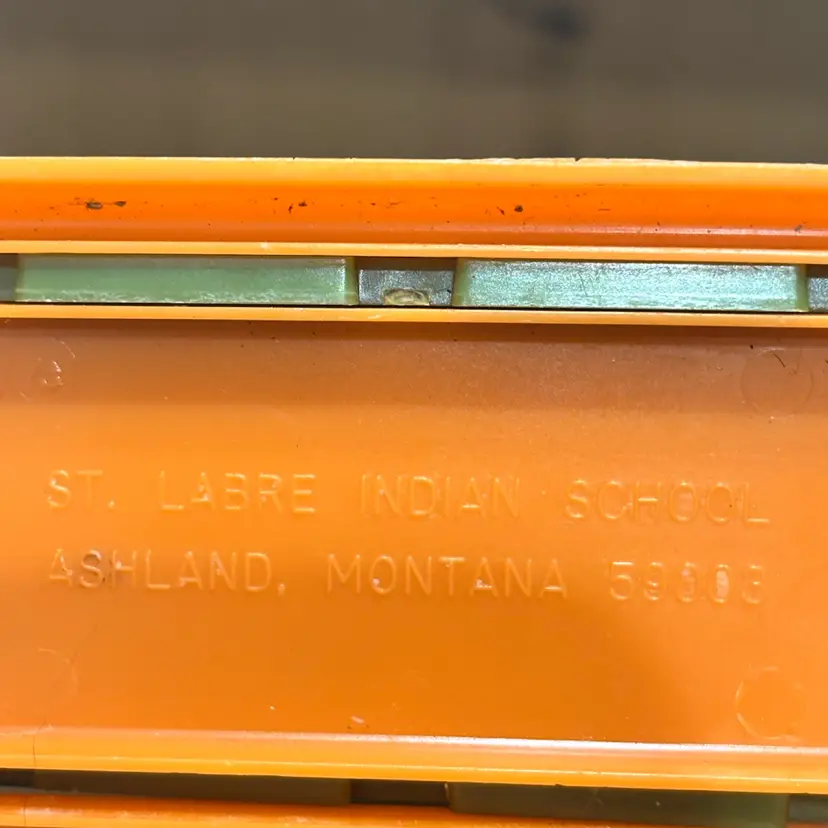 ST. LABRE INDIAN SCHOOL
ASHLAND, MONTANA 59003